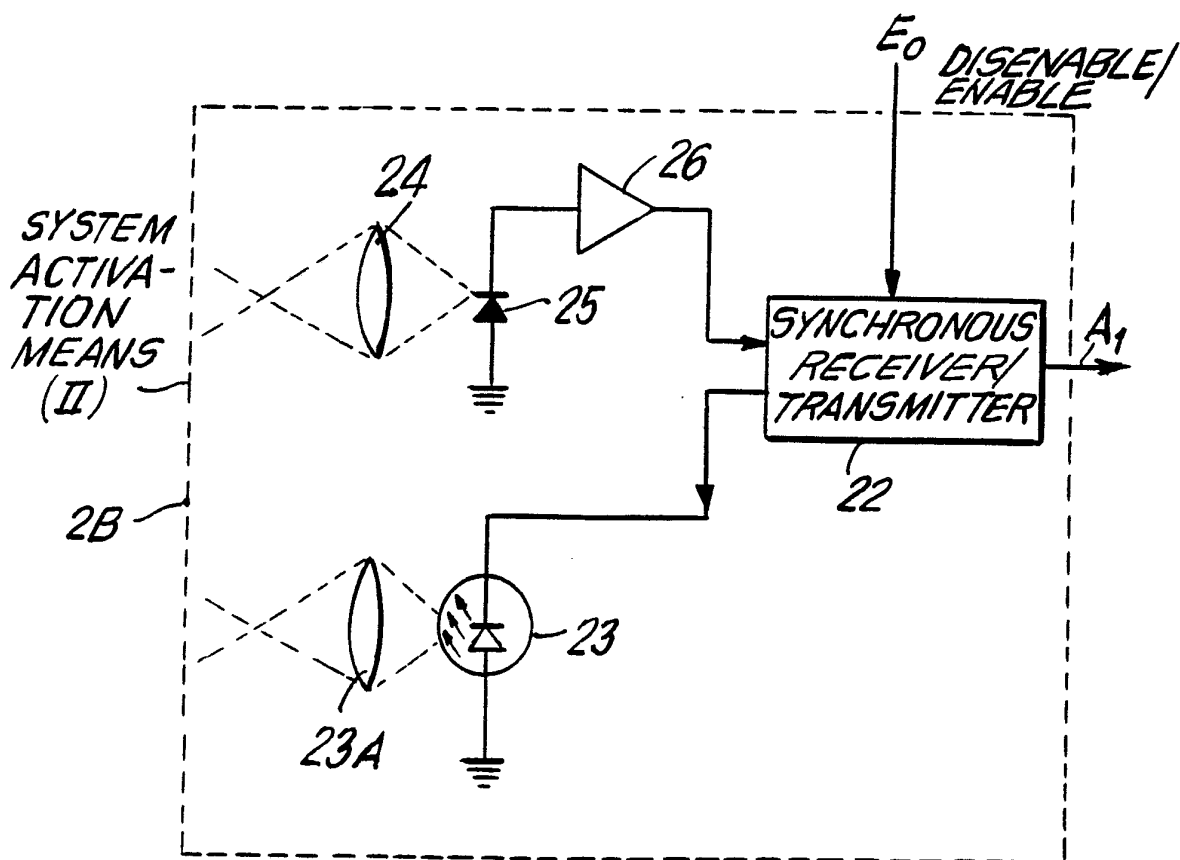 E0
DISENABLE/
ENABLE
24
26
SYSTEM
ACTIVA-
TION
MEANS
(II)
25
SYNCHRONOUS
RECEIVER/
TRANSMITTER
A1
22
2B
23
23A